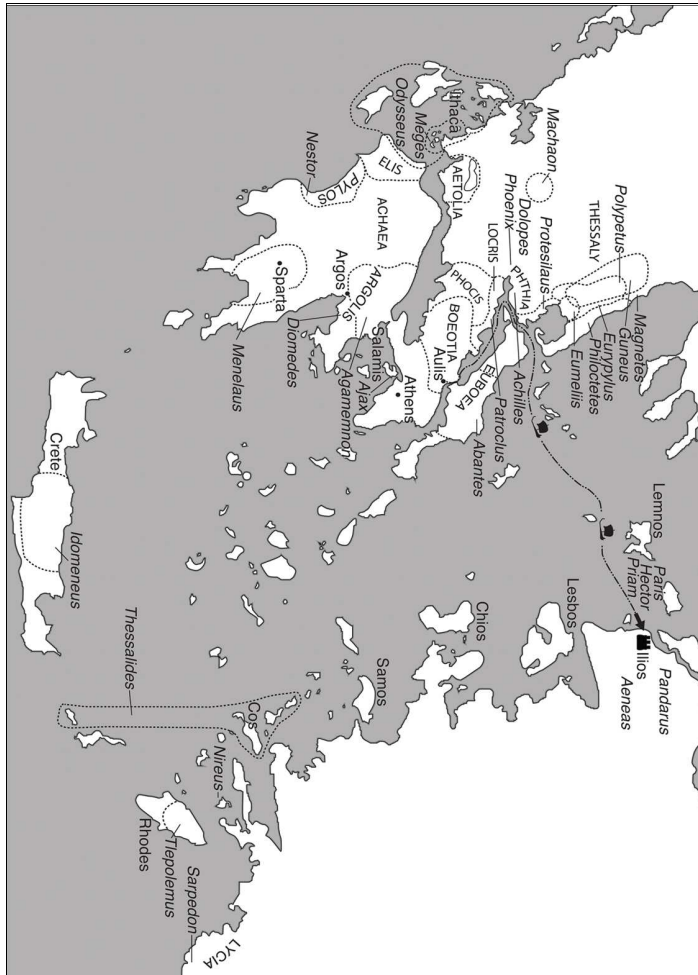 Machaon
Polypetus
THESSALY
Magnetes
Guneus
Eurypylus
Philoctetes
Eumeliis
Protesilaus
PHTHIA
Dolopes
Phoenix
LOCRIS
Achilles
Patroclus
Ithaca
Meges
Odysseus
AETOLIA
PHOCIS
BOEOTIA
Aulis
EUBOEA
Abantes
ELIS
PYLOS
Nestor
ACHAEA
Argos
ARGOLIS
Sparta
Menelaus
Diomedes
Salamis
Ajax
Agamemnon
Athens
Lemnos
Paris
Hector
Priam
Ilios
Pandarus
Aeneas
Lesbos
Chios
Samos
Cos
Nireus
Thessalides
Crete
Idomeneus
Rhodes
Tlepolemus
Sarpedon
LYCIA